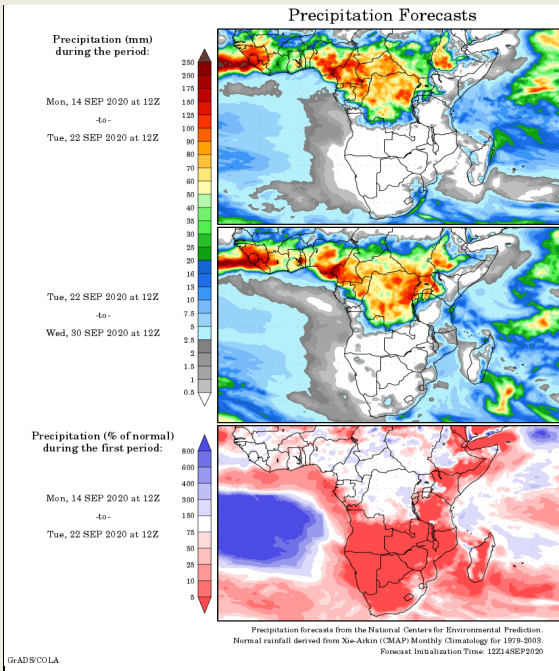 Precipitation Forecasts
Precipitation (mm)
during the period:
Mon, 14 SEP 2020 at 12Z
-to-
Tue, 22 SEP 2020 at 12Z
Tue, 22 SEP 2020 at 12Z
-to-
Wed, 30 SEP 2020 at 12Z
250
200
175
150
125
100
90
80
70
60
50
40
35
30
25
20
16
13
10
7.5
5
2.5
2
1.5
1
0.5
Precipitation (% of normal)
during the first period:
Mon, 14 SEP 2020 at 12Z
-to-
Tue, 22 SEP 2020 at 12Z
800
600
400
300
150
75
50
25
10
5
Precipitation forecasts from the National Centers for Environmental Prediction.
Normal rainfall derived from Xie-Arkin (CMAP) Monthly Climatology for 1979-2003.
Forecast Initialization Time: 12Z14SEP2020
GrADS/COLA